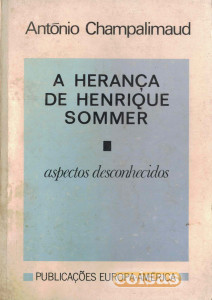 António Champalimaud
A HERANÇA
DE HENRIQUE
SOMMER
aspectos desconhecidos
PUBLICAÇÕES EUROPA-AMÉRICA